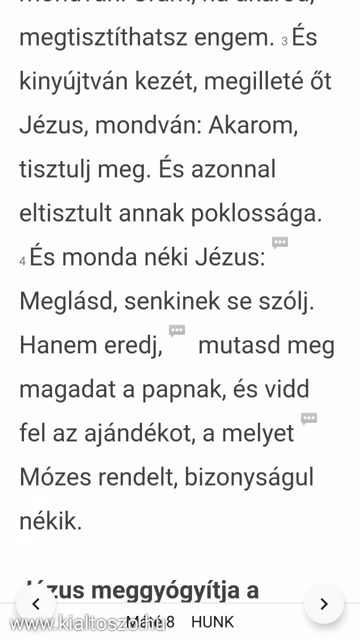 megtisztíthatsz engem. 3 És
kinyújtván kezét, megilleté őt
Jézus, mondván: Akarom,
tisztulj meg. És azonnal
eltisztult annak poklossága.
4 És monda néki Jézus:
Meglásd, senkinek se szólj.
Hanem eredj, mutasd meg
magadat a papnak, és vidd
fel az ajándékot, a melyet
Mózes rendelt, bizonyságul
nékik.
Jézus meggyógyítja a
Máté 8 HUNK
www.kialtoszo.hu